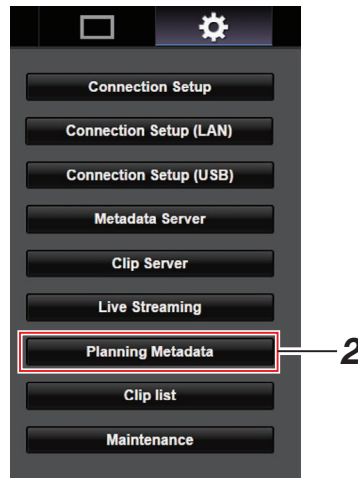 Connection Setup
Connection Setup (LAN)
Connection Setup (USB)
Metadata Server
Clip Server
Live Streaming
Planning Metadata
2
Clip list
Maintenance